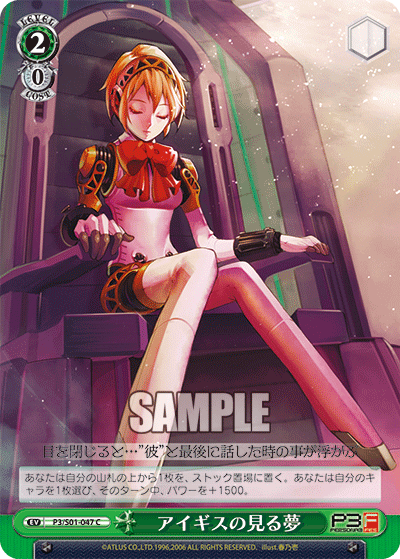 LEVEL
2
0
COST
SAMPLE
目を閉じると…"彼"と最後に話した時の事が浮かぶ…
あなたは自分の山札の上から1枚を、ストック置場に置く。あなたは自分のキ
ャラを1枚選び、そのターン中、パワーを+1500。
EV P3/S01-047 C
アイギスの見る夢
P3F
PERSONA3 FES
©ATLUS CO.,LTD.1996,2006 ALL RIGHTS RESERVED. illust.春乃壱